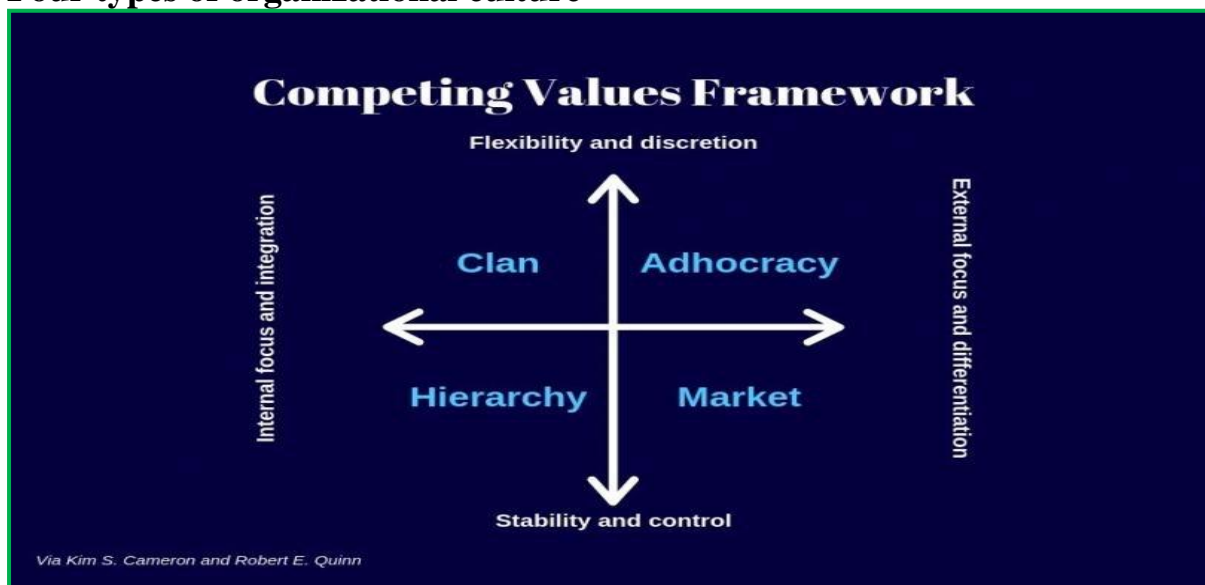 Four types of organizational culture
Competing Values Framework
Flexibility and discretion
Internal focus and integration
External focus and differentiation
Clan
Adhocracy
Hierarchy
Market
Stability and control
Via Kim S. Cameron and Robert E. Quinn